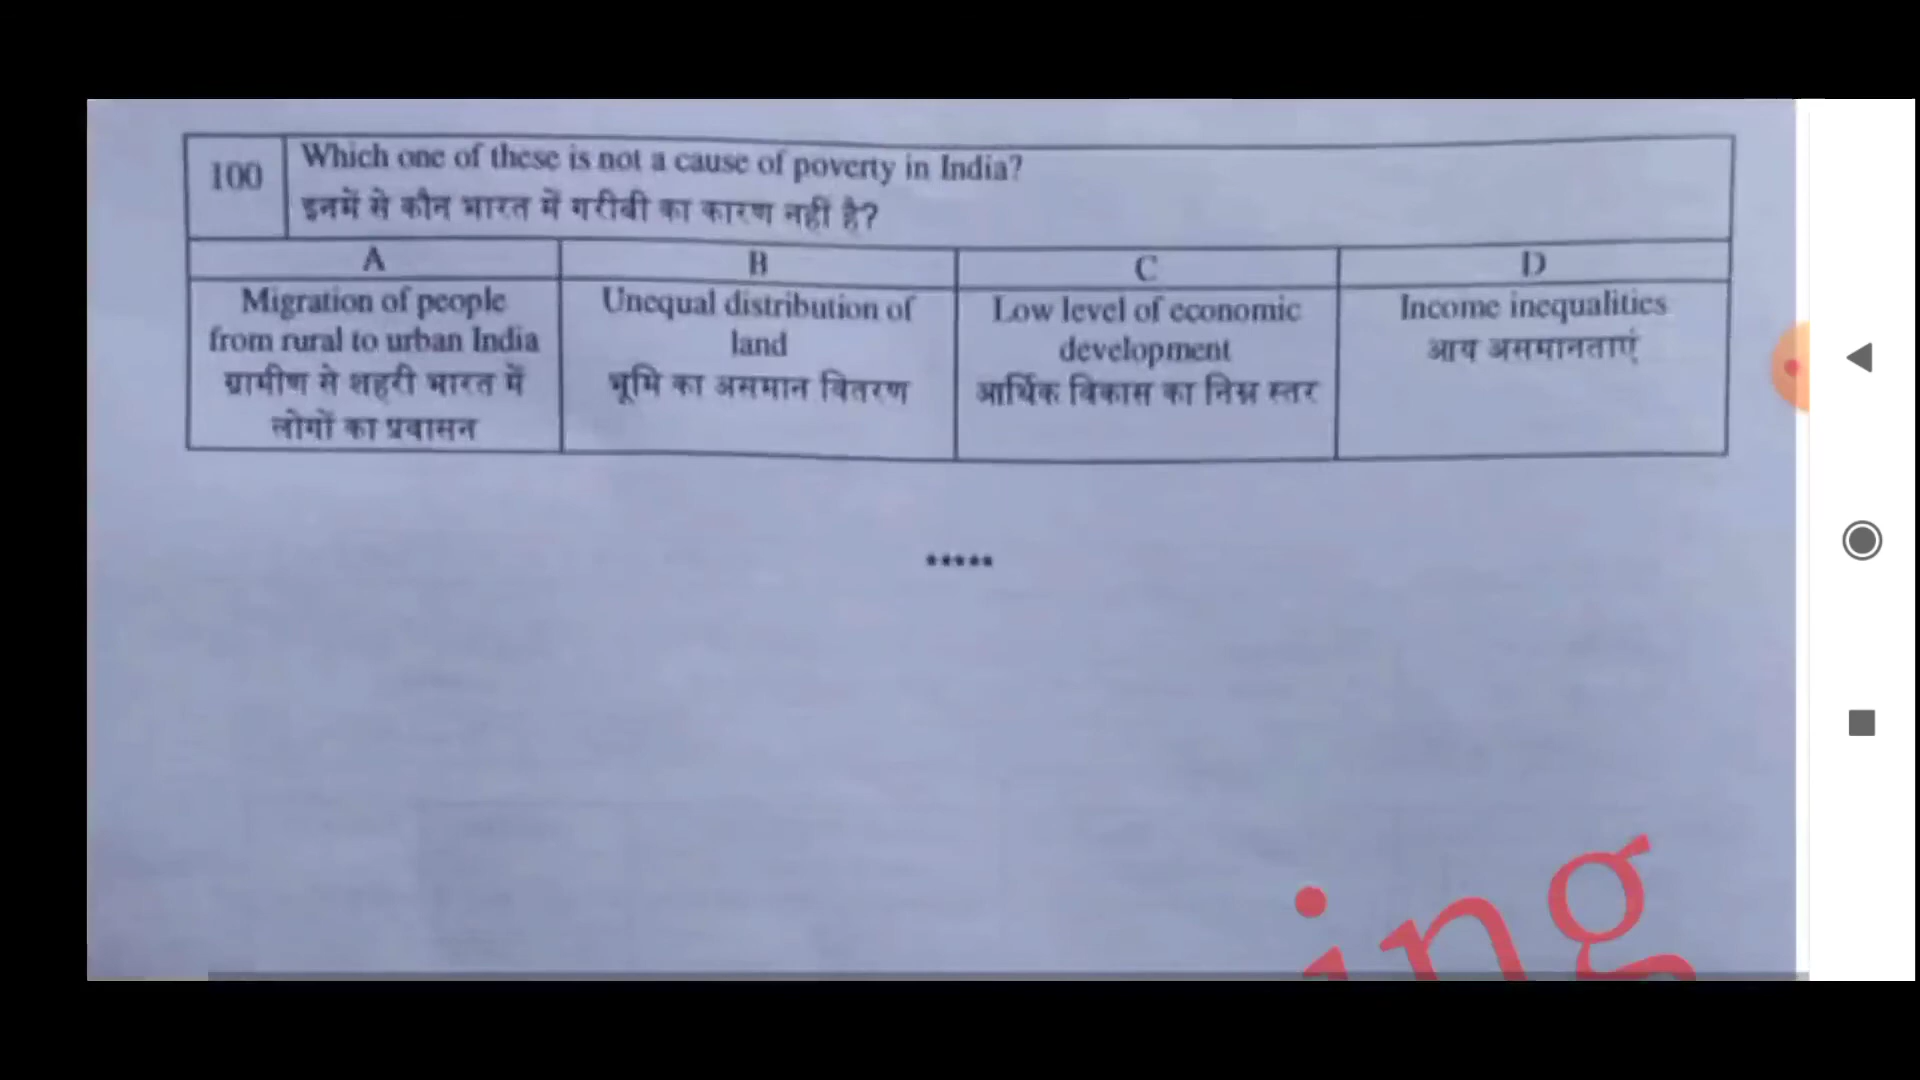 100
Which one of these is not a cause of poverty in India?
इनमें से कौन भारत में गरीबी का कारण नहीं है?
A
B
C
D
Migration of people
from rural to urban India
ग्रामीण से शहरी भारत में
लोगों का प्रवासन
Unequal distribution of
land
भूमि का असमान वितरण
Low level of economic
development
आर्थिक विकास का निम्न स्तर
Income inequalities
आय असमानताएं
*****
ing